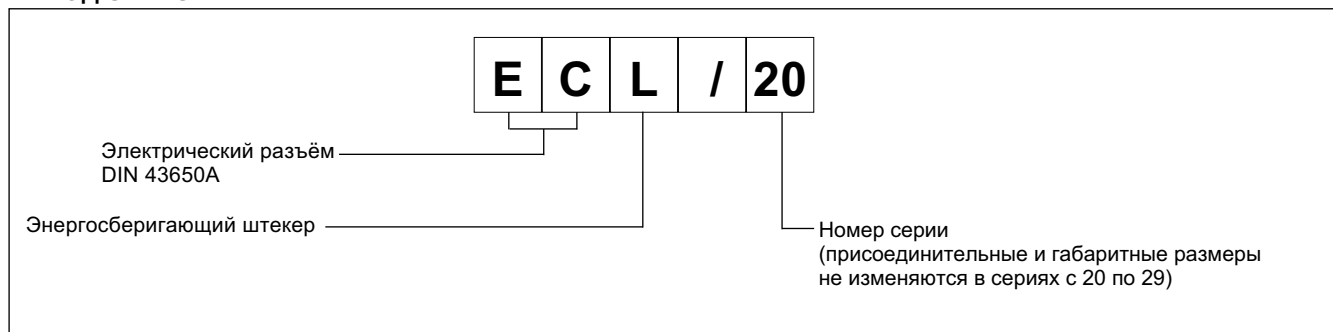 E C L / 20
Электрический разъём
DIN 43650A
Энергосберигающий штекер
Номер серии
(присоединительные и габаритные размеры
не изменяются в сериях с 20 по 29)